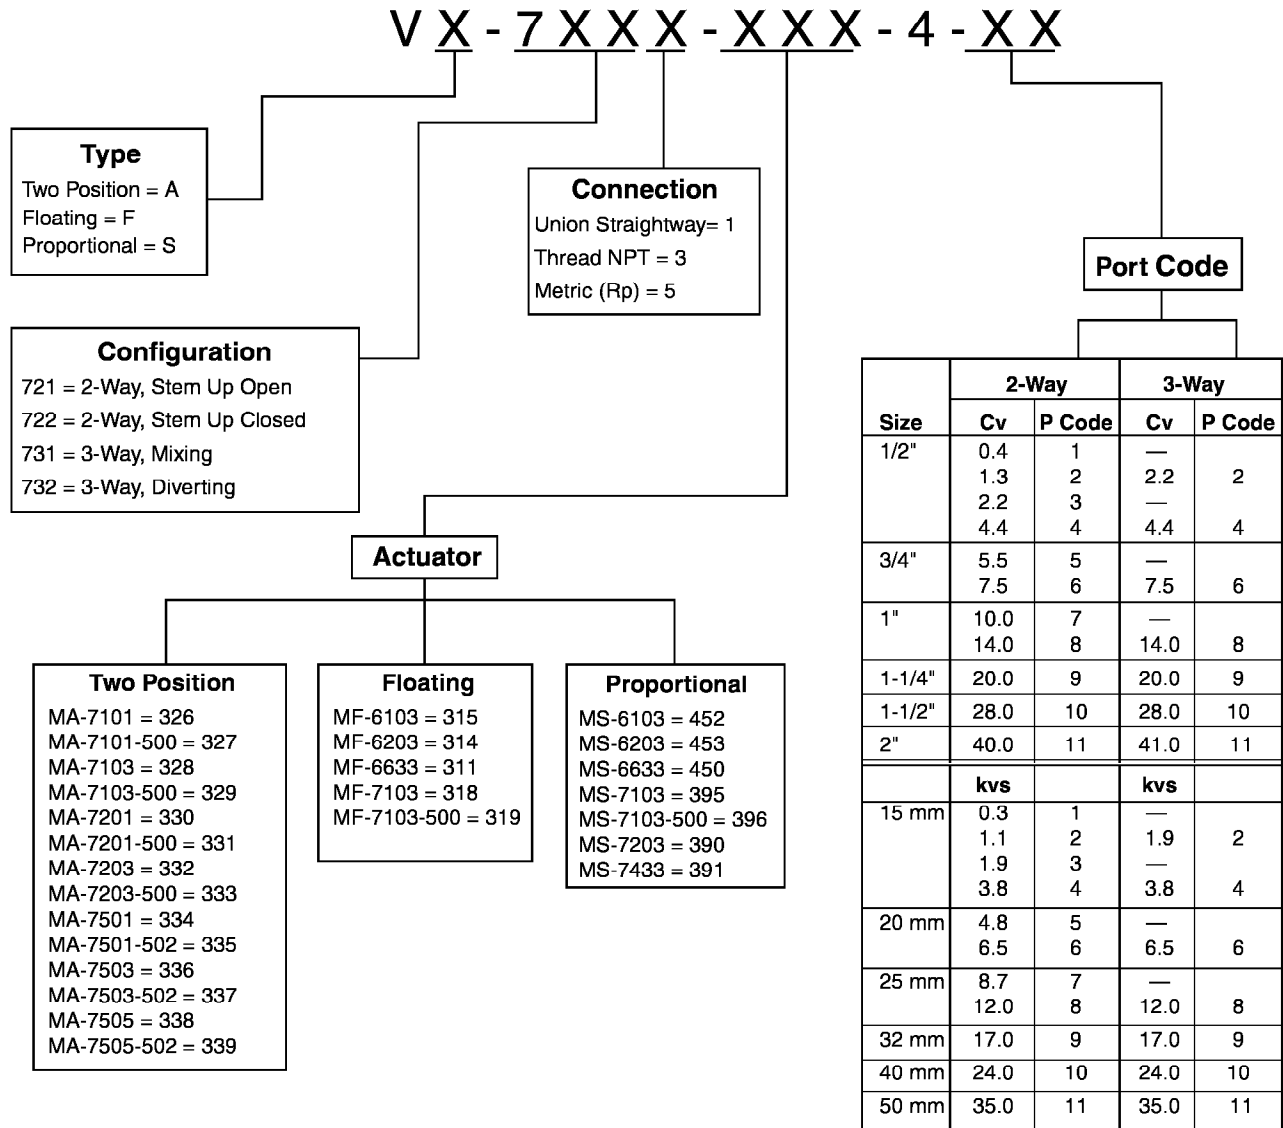 V X - 7 X X X - X X X - 4 - X X
Type
Two Position = A
Floating = F
Proportional = S
Connection
Union Straightway= 1
Thread NPT = 3
Metric (Rp) = 5
Port Code
Configuration
721 = 2-Way, Stem Up Open
722 = 2-Way, Stem Up Closed
731 = 3-Way, Mixing
732 = 3-Way, Diverting
Actuator
Two Position
MA-7101 = 326
MA-7101-500 = 327
MA-7103 = 328
MA-7103-500 = 329
MA-7201 = 330
MA-7201-500 = 331
MA-7203 = 332
MA-7203-500 = 333
MA-7501 = 334
MA-7501-502 = 335
MA-7503 = 336
MA-7503-502 = 337
MA-7505 = 338
MA-7505-502 = 339
Floating
MF-6103 = 315
MF-6203 = 314
MF-6633 = 311
MF-7103 = 318
MF-7103-500 = 319
Proportional
MS-6103 = 452
MS-6203 = 453
MS-6633 = 450
MS-7103 = 395
MS-7103-500 = 396
MS-7203 = 390
MS-7433 = 391
2-Way 3-Way
Size Cv P Code Cv P Code
1/2" 0.4 1 —
1.3 2 2.2 2
2.2 3 —
4.4 4 4.4 4
3/4" 5.5 5 —
7.5 6 7.5 6
1" 10.0 7 —
14.0 8 14.0 8
1-1/4" 20.0 9 20.0 9
1-1/2" 28.0 10 28.0 10
2" 40.0 11 41.0 11
kvs kvs
15 mm 0.3 1 —
1.1 2 1.9 2
1.9 3 —
3.8 4 3.8 4
20 mm 4.8 5 —
6.5 6 6.5 6
25 mm 8.7 7 —
12.0 8 12.0 8
32 mm 17.0 9 17.0 9
40 mm 24.0 10 24.0 10
50 mm 35.0 11 35.0 11